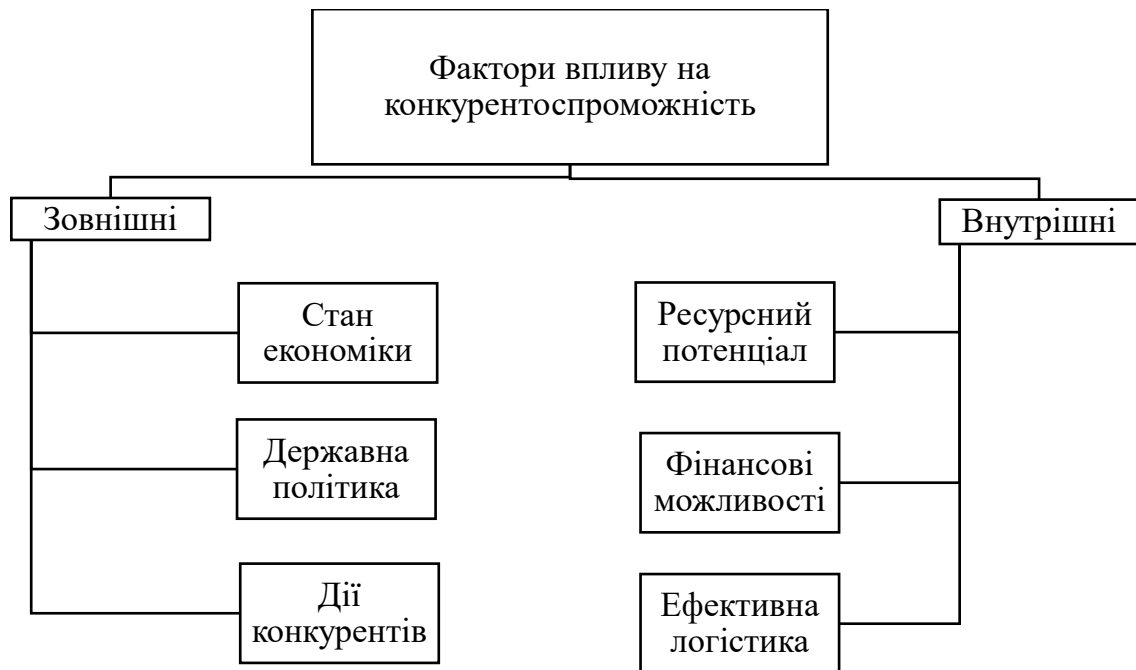 Фактори впливу на
конкурентоспроможність
Зовнішні
Внутрішні
Стан
економіки
Ресурсний
потенціал
Державна
політика
Фінансові
можливості
Дії
конкурентів
Ефективна
логістика